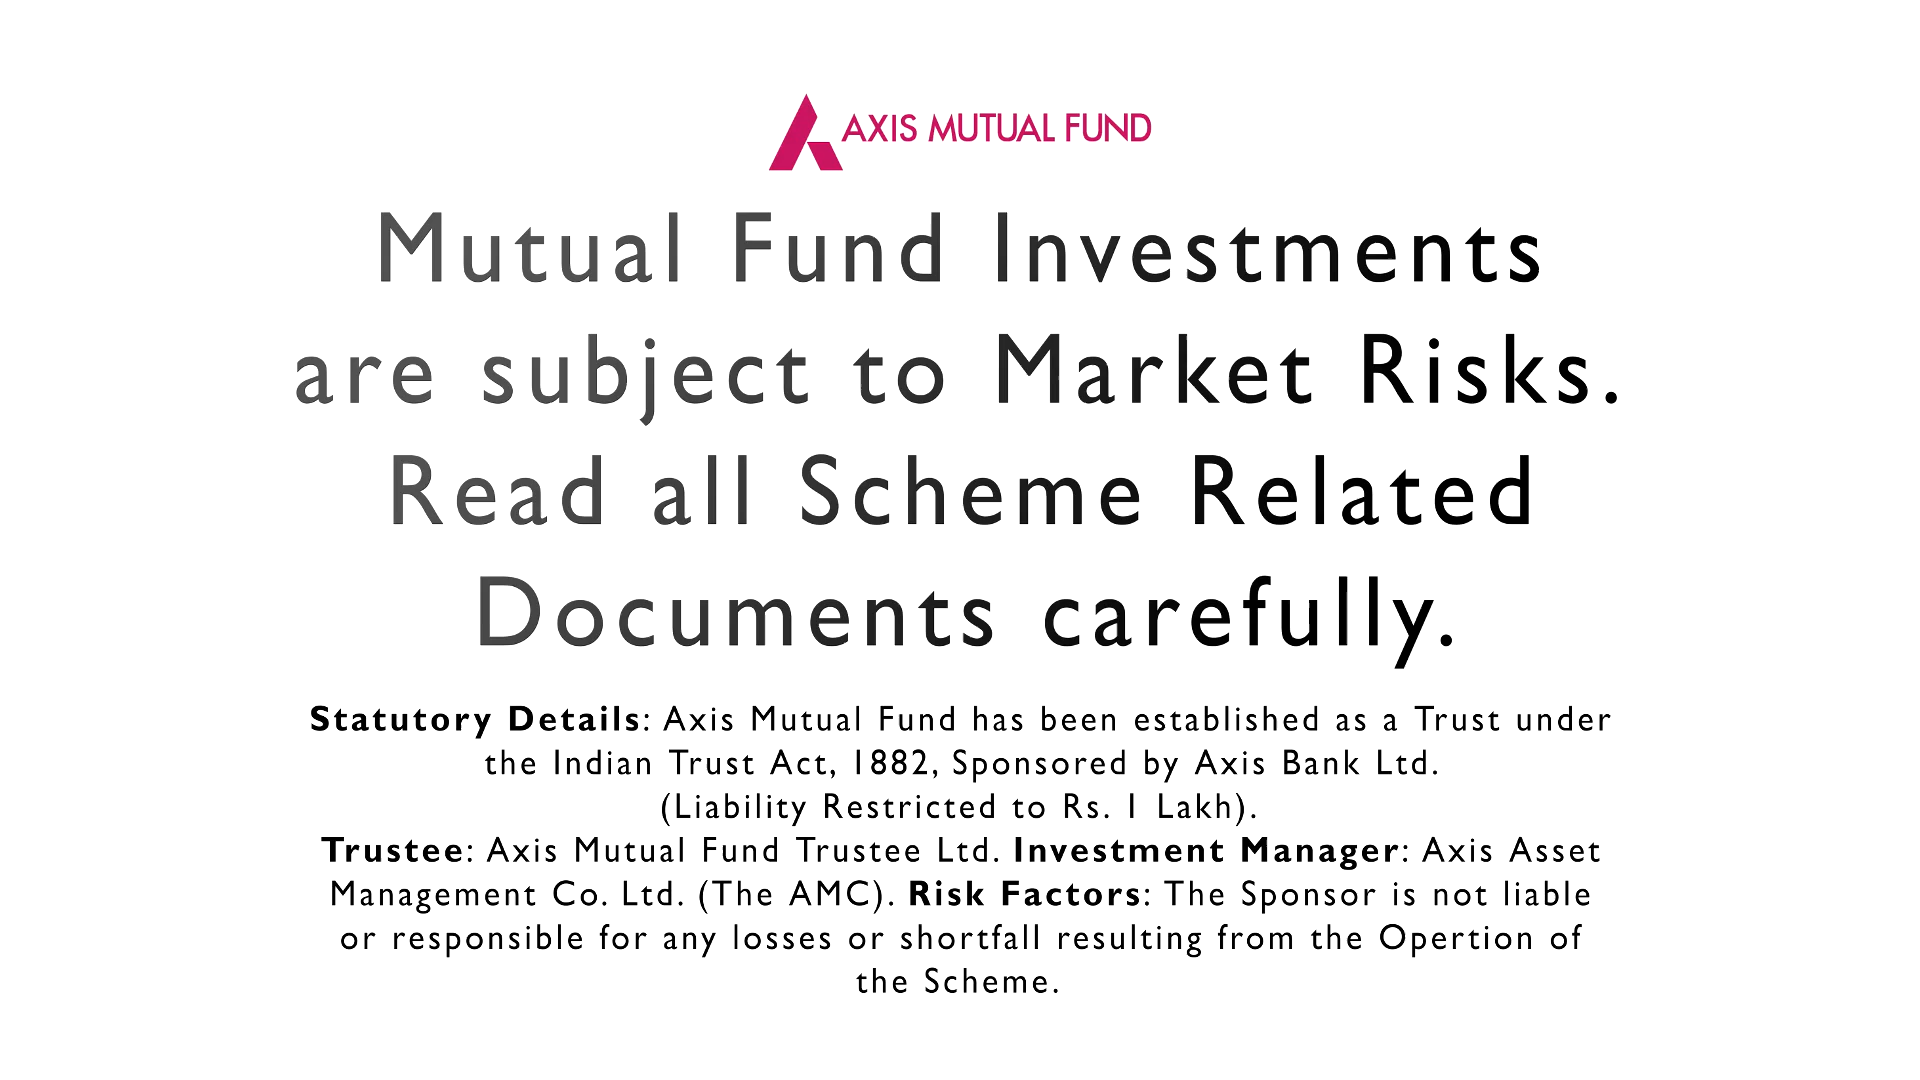 AXIS MUTUAL FUND
Mutual Fund Investments
are subject to Market Risks.
Read all Scheme Related
Documents carefully.
Statutory Details: Axis Mutual Fund has been established as a Trust under
the Indian Trust Act, 1882, Sponsored by Axis Bank Ltd.
(Liability Restricted to Rs. 1 Lakh).
Trustee: Axis Mutual Fund Trustee Ltd. Investment Manager: Axis Asset
Management Co. Ltd. (The AMC). Risk Factors: The Sponsor is not liable
or responsible for any losses or shortfall resulting from the Opertion of
the Scheme.